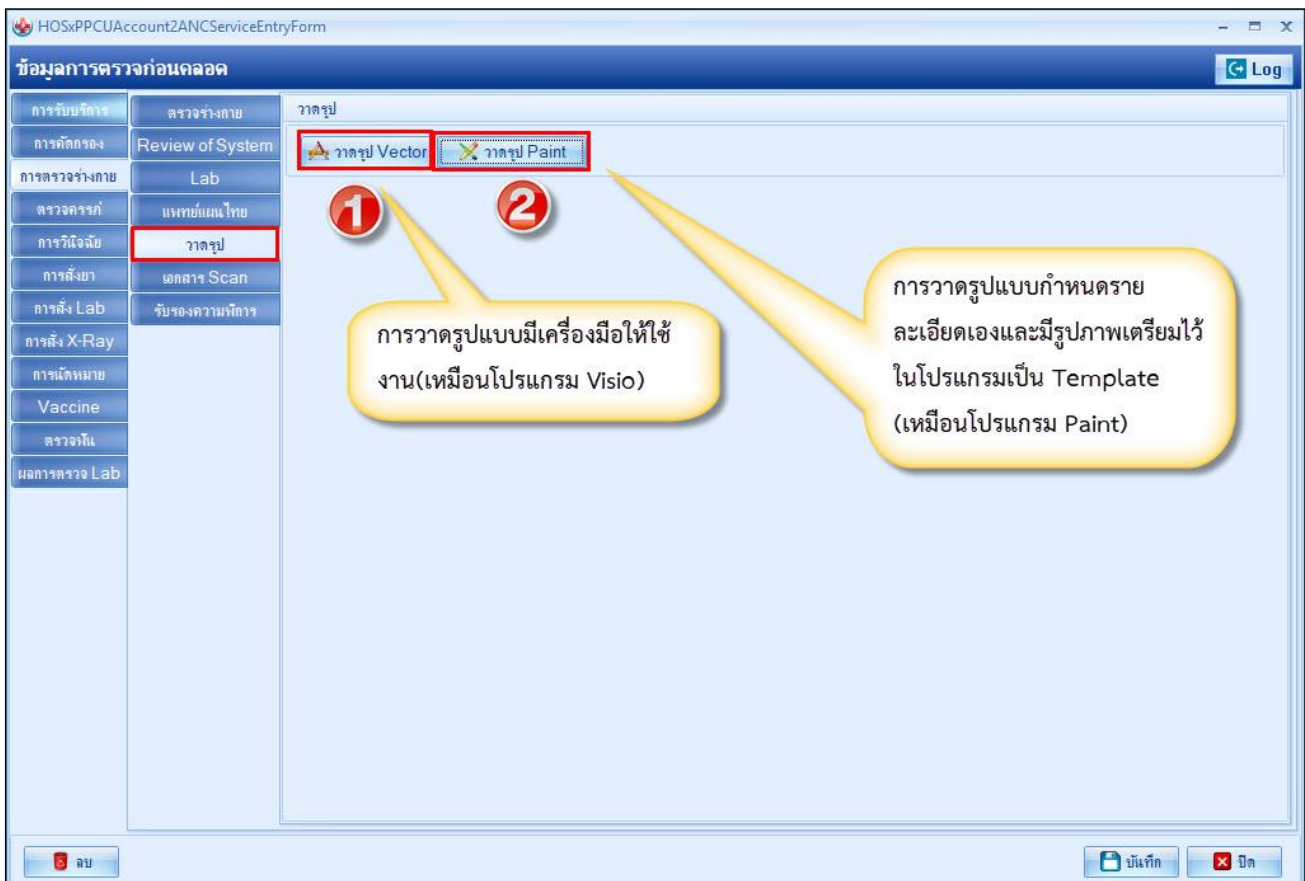 HOSxPPCUAccount2ANCServiceEntryForm
ข้อมูลการตรวจก่อนคลอด
Log
การรับบริการ
การคัดกรอง
การตรวจร่างกาย
ตรวจครรภ์
การวินิจฉัย
การสั่งยา
การสั่ง Lab
การสั่ง X-Ray
การนัดหมาย
Vaccine
ตรวจฟัน
ผลการตรวจ Lab
ตรวจร่างกาย
Review of System
Lab
แพทย์แผนไทย
วาดรูป
เอกสาร Scan
รับรองความพิการ
วาดรูป
วาดรูป Vector
วาดรูป Paint
1
2
การวาดรูปแบบมีเครื่องมือให้ใช้
งาน(เหมือนโปรแกรม Visio)
การวาดรูปแบบกำหนดราย
ละเอียดเองและมีรูปภาพเตรียมไว้
ในโปรแกรมเป็น Template
(เหมือนโปรแกรม Paint)
ลบ
บันทึก
ปิด